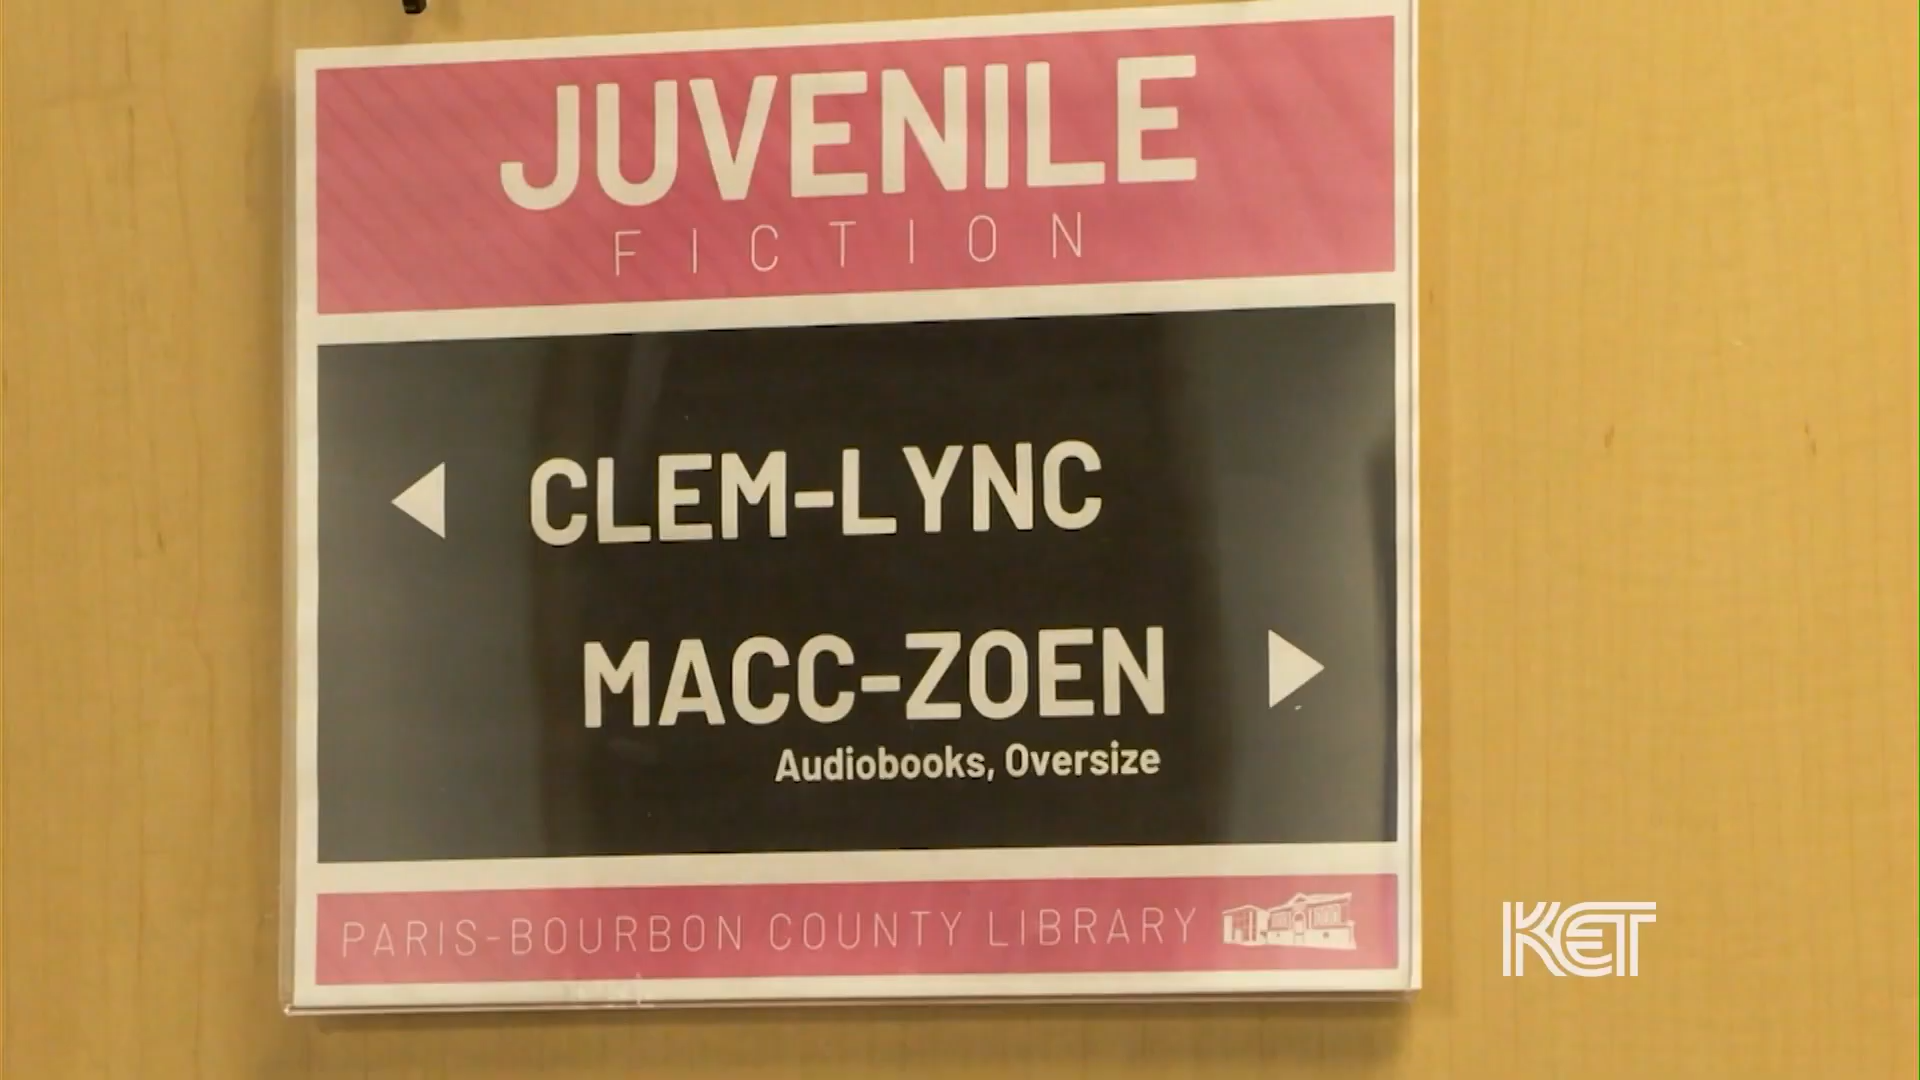 JUVENILE
FICTION
CLEM-LYNC
MACC-ZOEN
Audiobooks, Oversize
PARIS-BOURBON COUNTY LIBRARY
KET